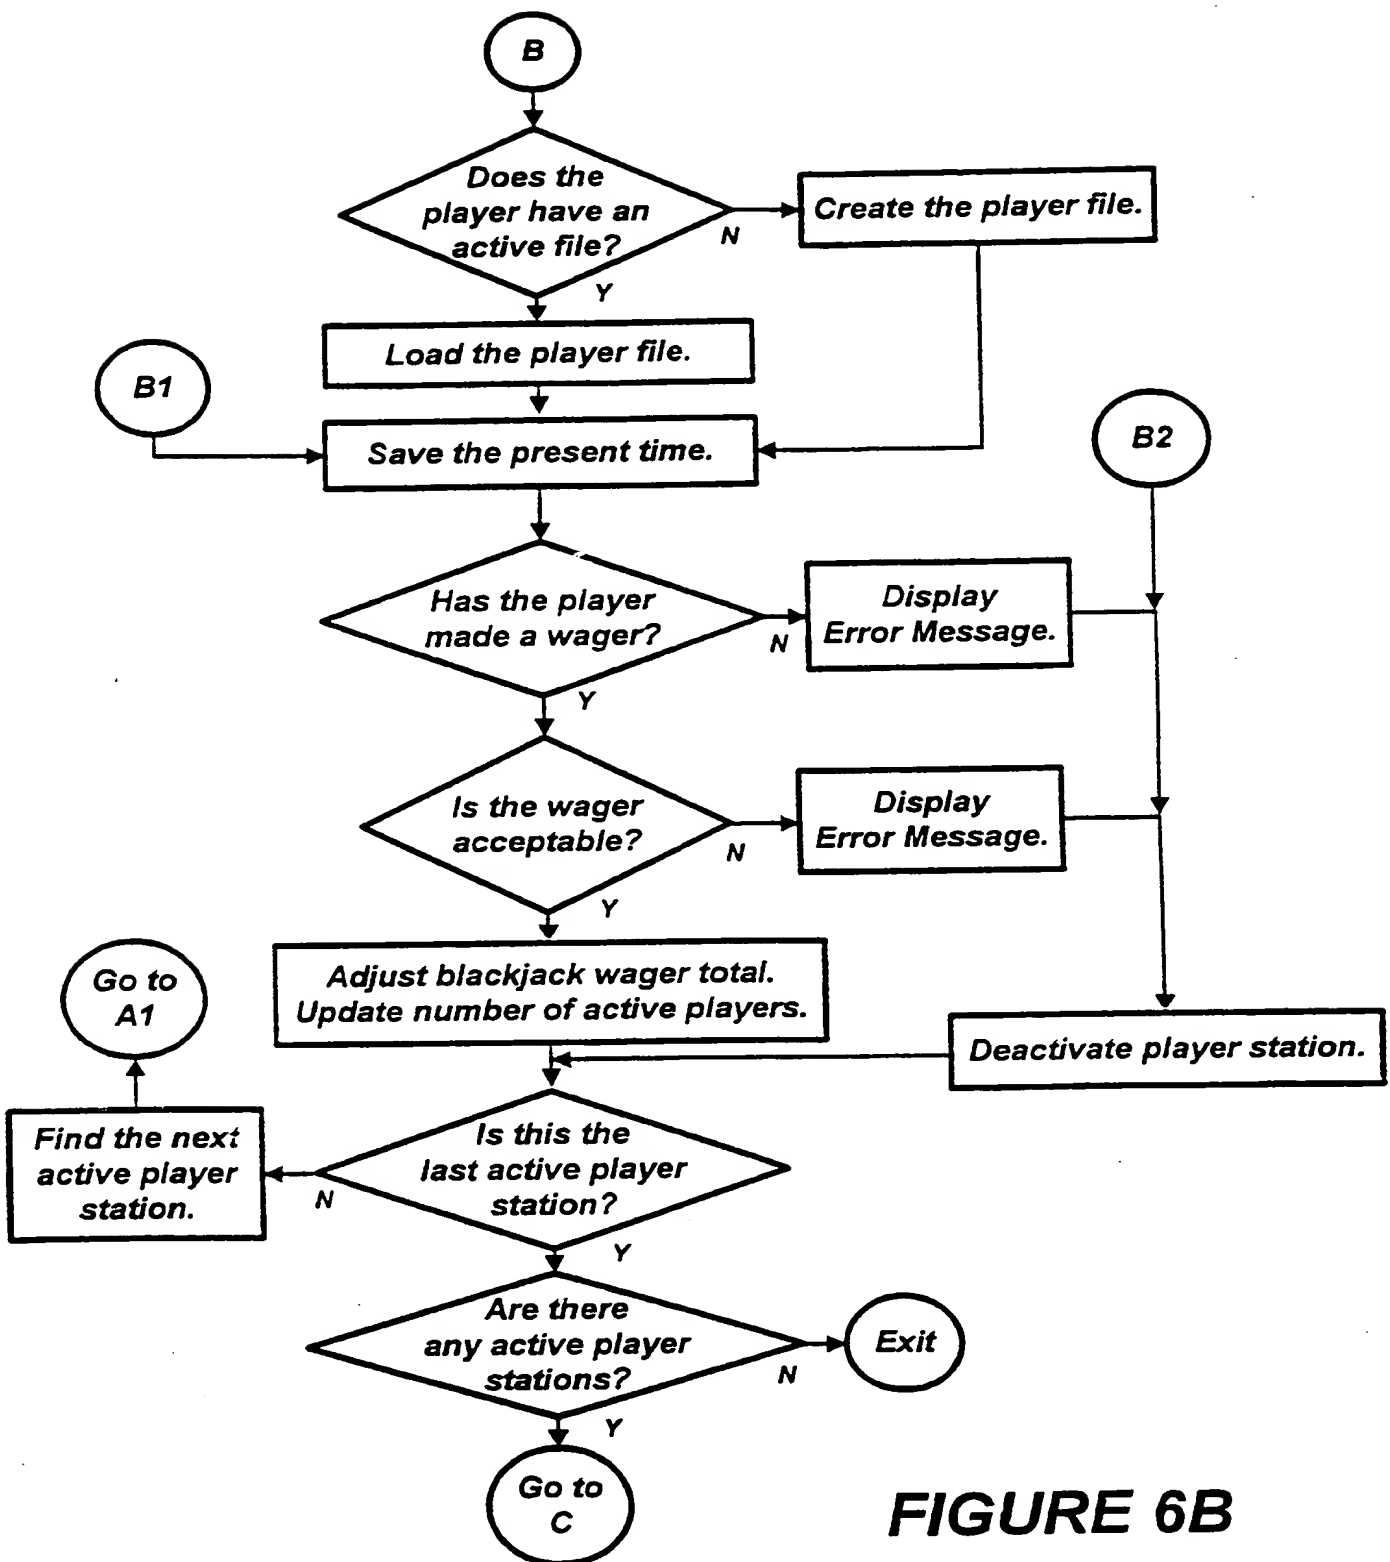 B
Does the
player have an
active file?
N
Create the player file.
Y
Load the player file.
B1
Save the present time.
B2
Has the player
made a wager?
N
Display
Error Message.
Y
Is the wager
acceptable?
N
Display
Error Message.
Y
Go to
A1
Adjust blackjack wager total.
Update number of active players.
Deactivate player station.
Find the next
active player
station.
N
Is this the
last active player
station?
Y
Are there
any active player
stations?
N
Exit
Y
Go to
C
FIGURE 6B